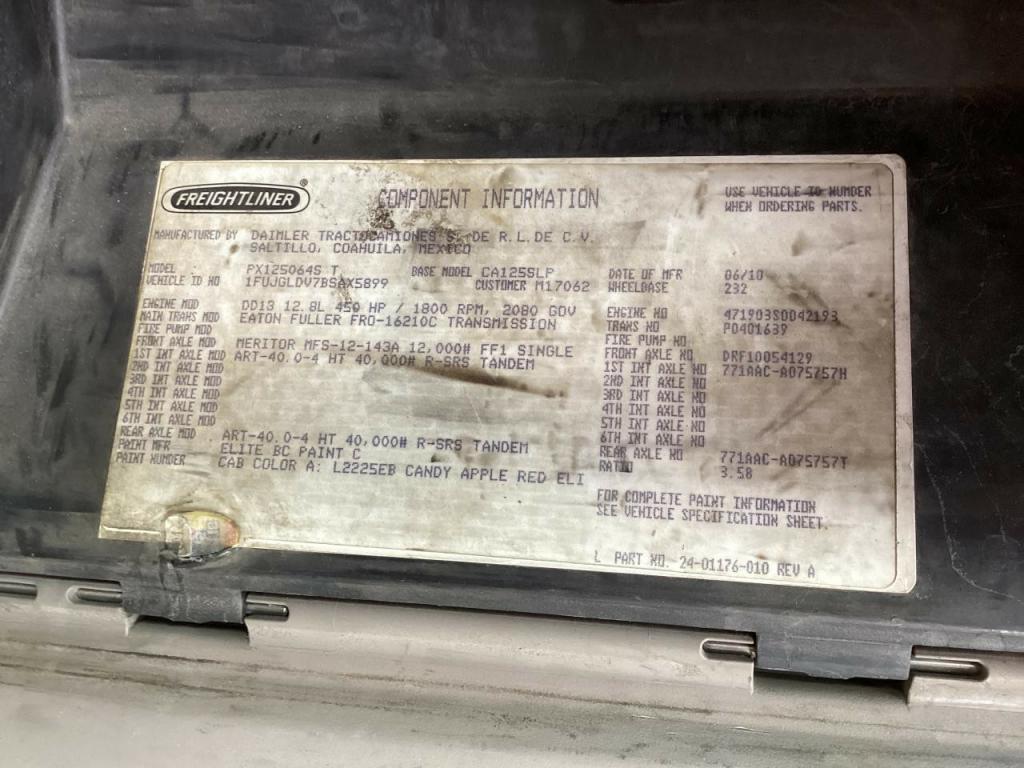 FREIGHTLINER®
COMPONENT INFORMATION
USE VEHICLE ID NUMBER
WHEN ORDERING PARTS.
MANUFACTURED BY DAIMLER TRACTOCAMIONES S. DE R.L.DE C.V.
SALTILLO, COAHUILA, MEXICO
MODEL PX125064S T BASE MODEL CA125SLP DATE OF MFR 06/10
VEHICLE ID NO 1FUJGLDV7BSAX5899 CUSTOMER M17062 WHEELBASE 232
ENGINE MOD DD13 12.8L 450 HP / 1800 RPM, 2080 GOV ENGINE NO 471903S0042193
MAIN TRANS MOD EATON FULLER FRO-16210C TRANSMISSION TRANS NO P0401639
FIRE PUMP MOD FIRE PUMP NO
FRONT AXLE MOD MERITOR MFS-12-143A 12,000# FF1 SINGLE FRONT AXLE NO DRF10054129
1ST INT AXLE MOD ART-40.0-4 HT 40,000# R-SRS TANDEM 1ST INT AXLE NO 771AAC-A075757H
2ND INT AXLE MOD 2ND INT AXLE NO
3RD INT AXLE MOD 3RD INT AXLE NO
4TH INT AXLE MOD 4TH INT AXLE NO
5TH INT AXLE MOD 5TH INT AXLE NO
6TH INT AXLE MOD 6TH INT AXLE NO
REAR AXLE MOD ART-40.0-4 HT 40,000# R-SRS TANDEM REAR AXLE NO 771AAC-A075757T
PAINT MFR ELITE BC PAINT C RATIO 3.58
PAINT NUMBER CAB COLOR A: L2225EB CANDY APPLE RED ELI
FOR COMPLETE PAINT INFORMATION
SEE VEHICLE SPECIFICATION SHEET.
L PART NO. 24-01176-010 REV A